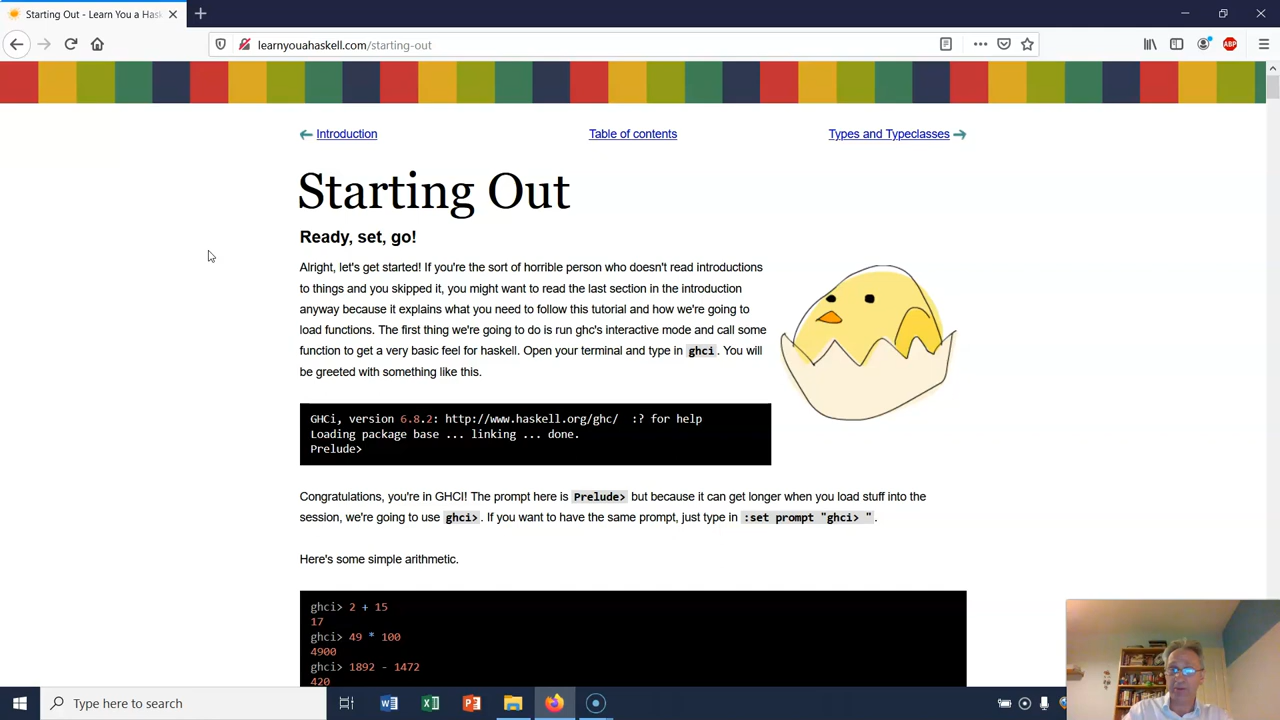 Starting Out - Learn You a Hask
learnyouahaskell.com/starting-out
ABP
Introduction
Table of contents
Types and Typeclasses
Starting Out
Ready, set, go!
Alright, let's get started! If you're the sort of horrible person who doesn't read introductions
to things and you skipped it, you might want to read the last section in the introduction
anyway because it explains what you need to follow this tutorial and how we're going to
load functions. The first thing we're going to do is run ghc's interactive mode and call some
function to get a very basic feel for haskell. Open your terminal and type in ghci. You will
be greeted with something like this.
GHCi, version 6.8.2: http://www.haskell.org/ghc/  :? for help
Loading package base ... linking ... done.
Prelude>
Congratulations, you're in GHCI! The prompt here is Prelude> but because it can get longer when you load stuff into the
session, we're going to use ghci>. If you want to have the same prompt, just type in :set prompt "ghci> ".
Here's some simple arithmetic.
ghci> 2 + 15
17
ghci> 49 * 100
4900
ghci> 1892 - 1472
420
Type here to search